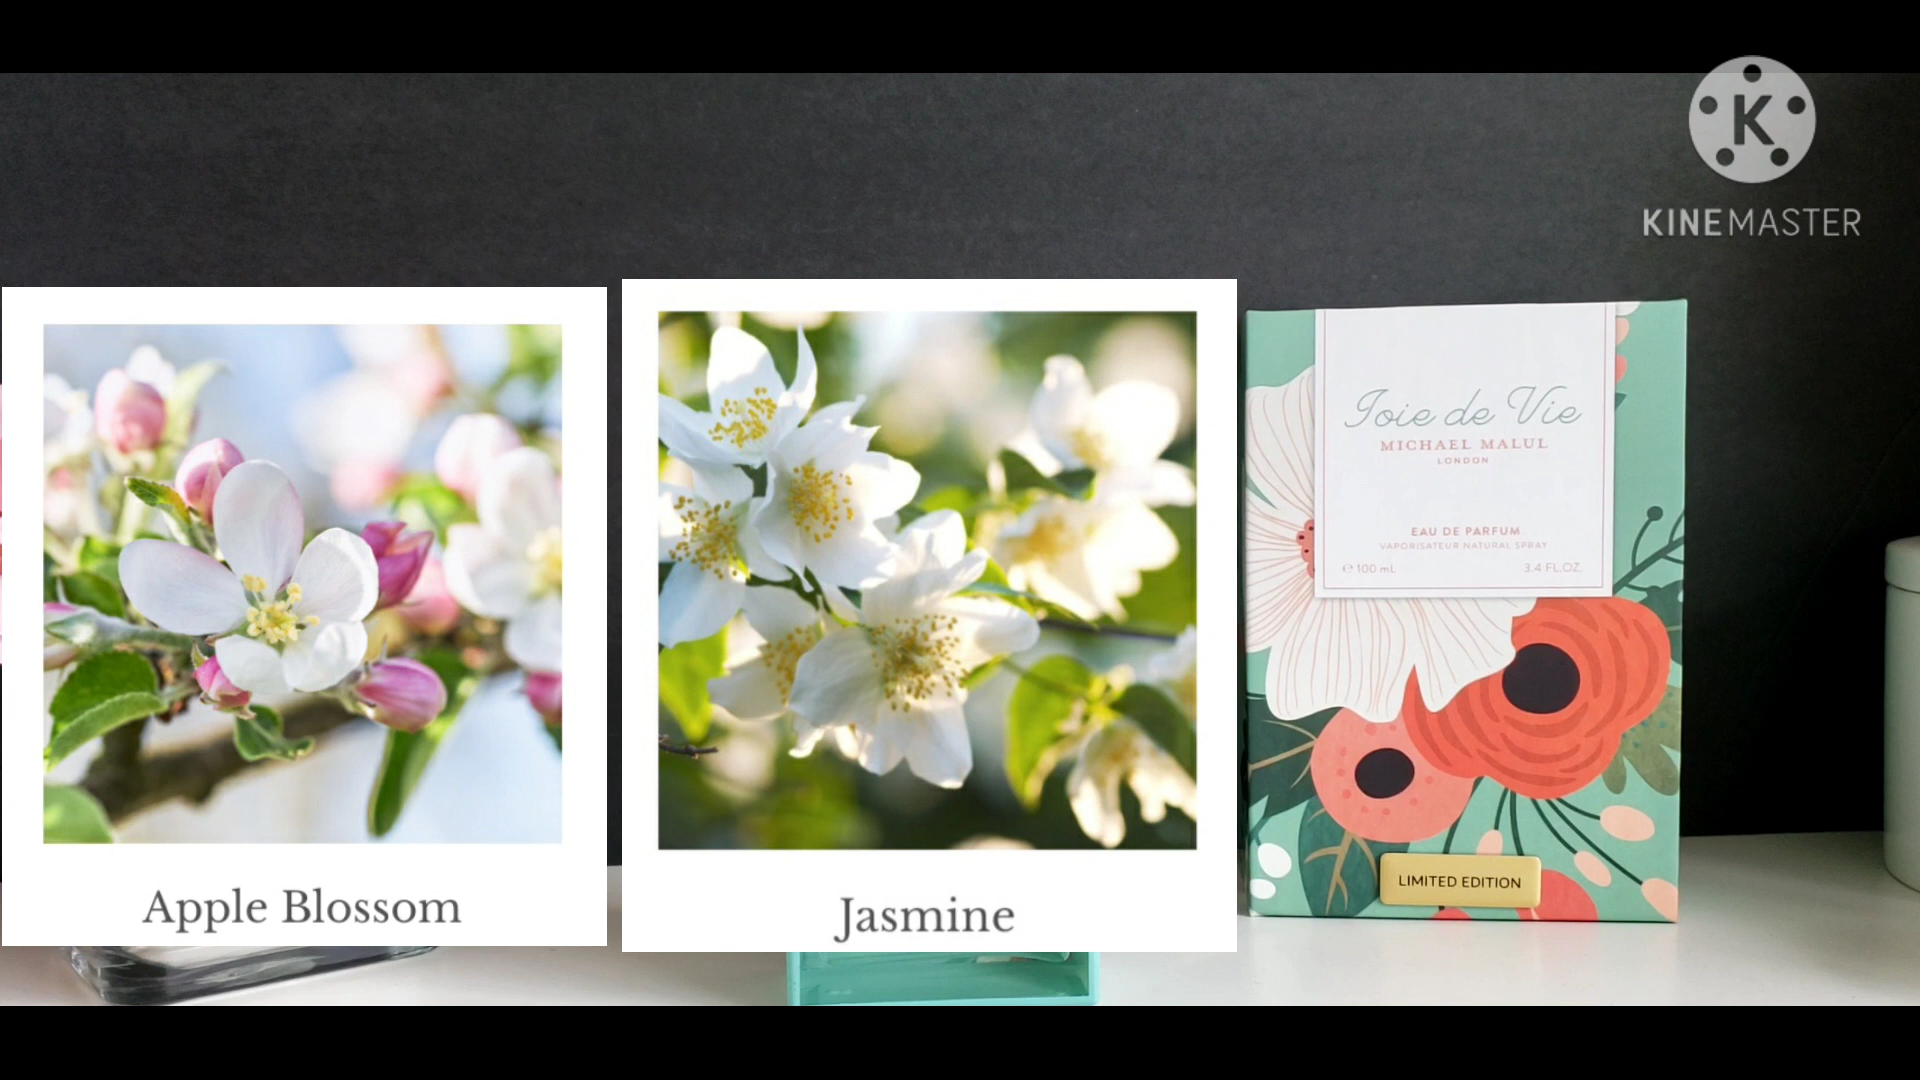 K
KINEMASTER
Joie de Vie
MICHAEL MALUL
LONDON
EAU DE PARFUM
VAPORISATEUR NATURAL SPRAY
℮ 100 mL 3.4 FL.OZ.
LIMITED EDITION
Apple Blossom
Jasmine